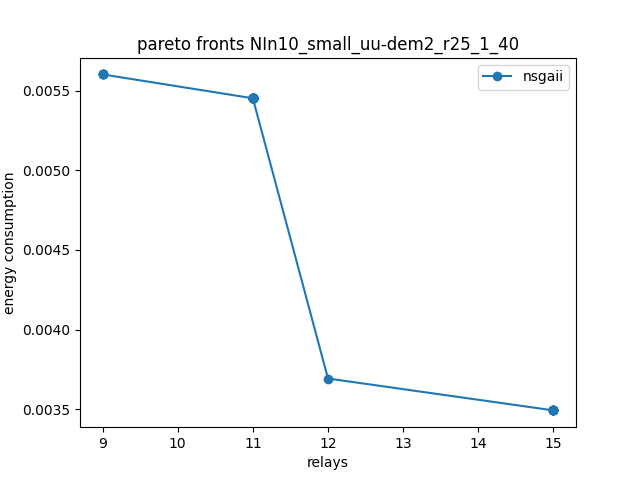 pareto fronts NIn10_small_uu-dem2_r25_1_40
nsgaii
energy consumption
0.0055
0.0050
0.0045
0.0040
0.0035
9 10 11 12 13 14 15
relays